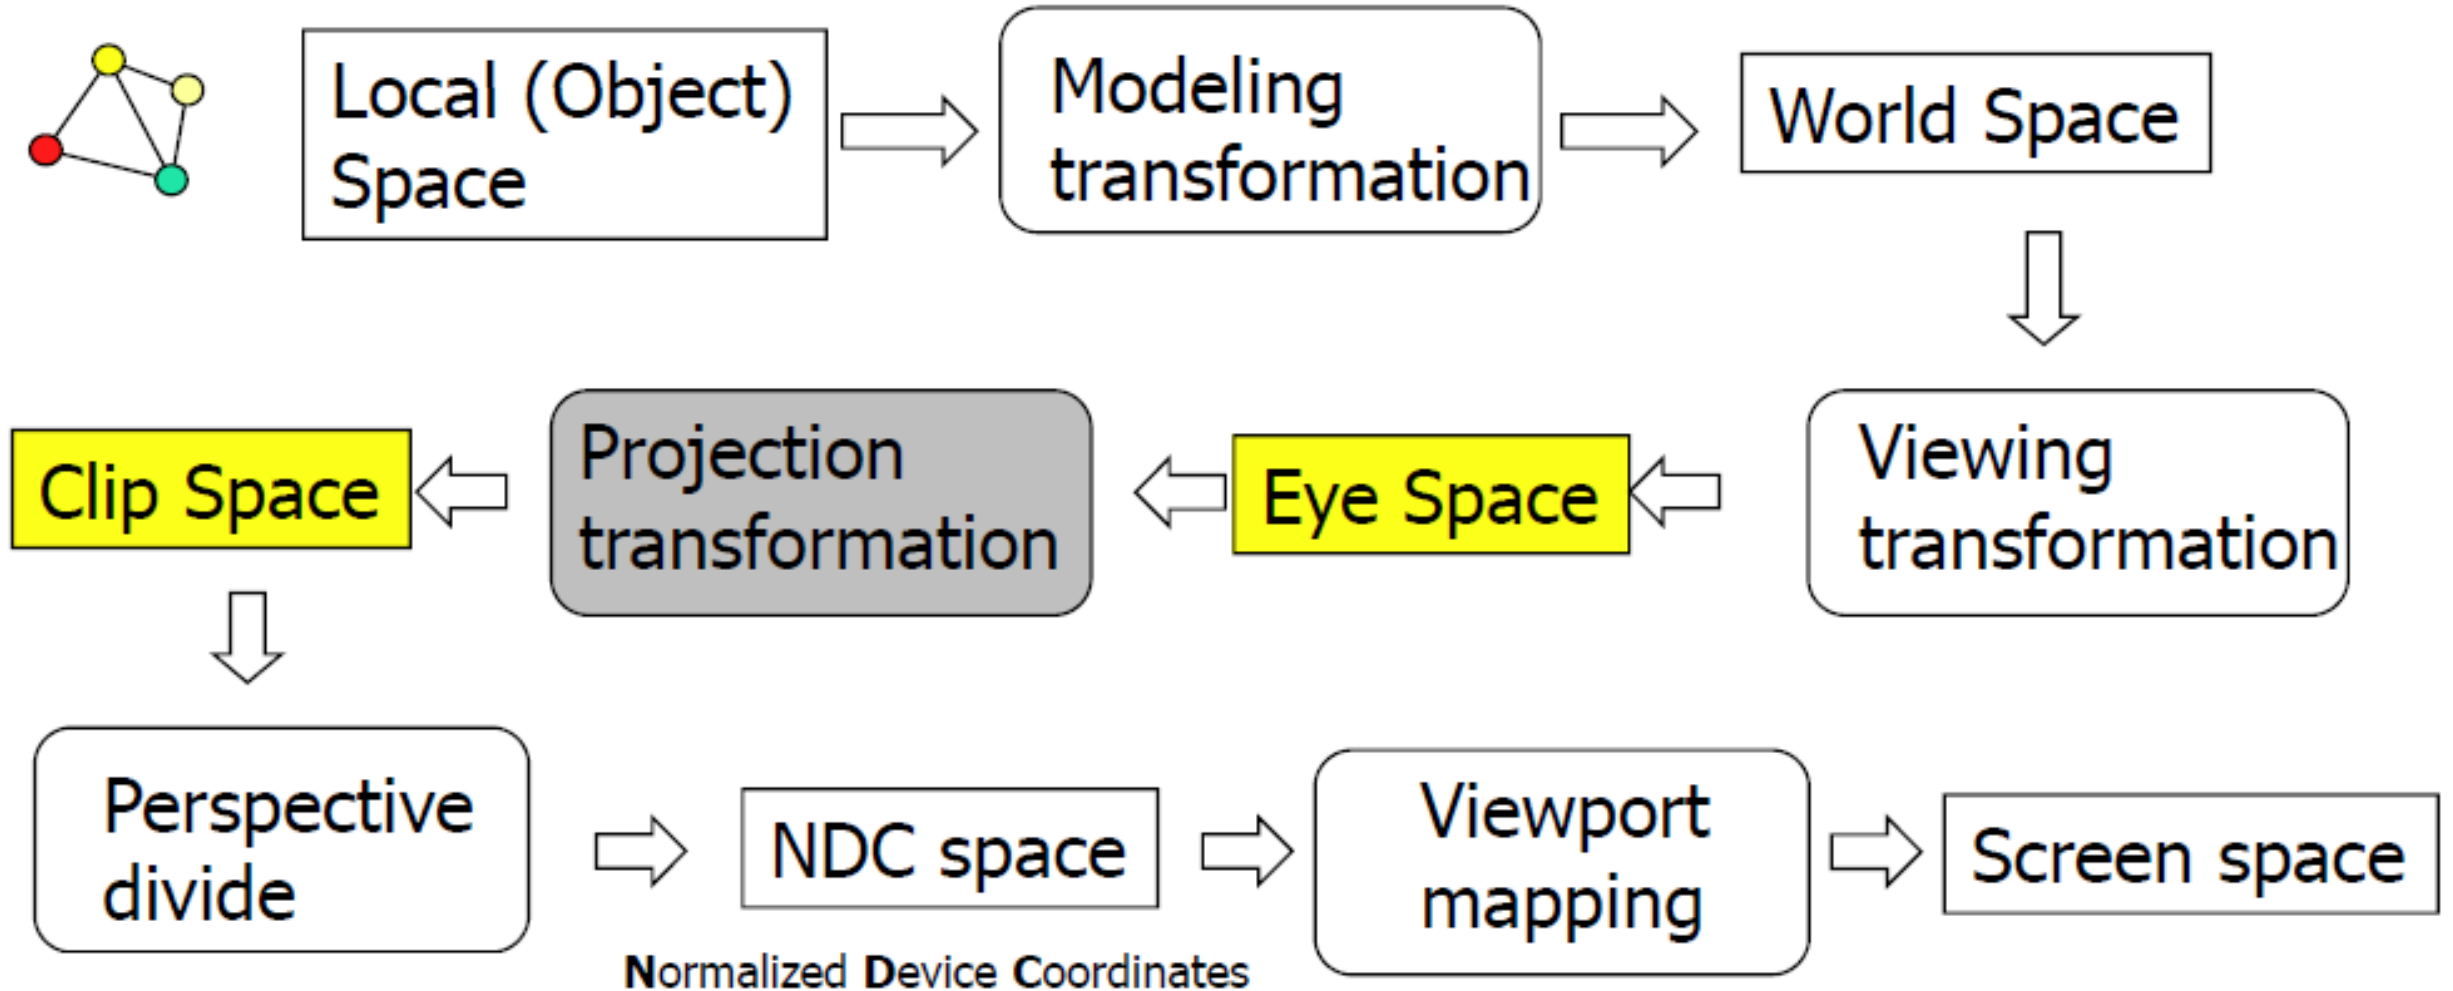 Local (Object)
Space
Modeling
transformation
World Space
Viewing
transformation
Eye Space
Projection
transformation
Clip Space
Perspective
divide
NDC space
Normalized Device Coordinates
Viewport
mapping
Screen space